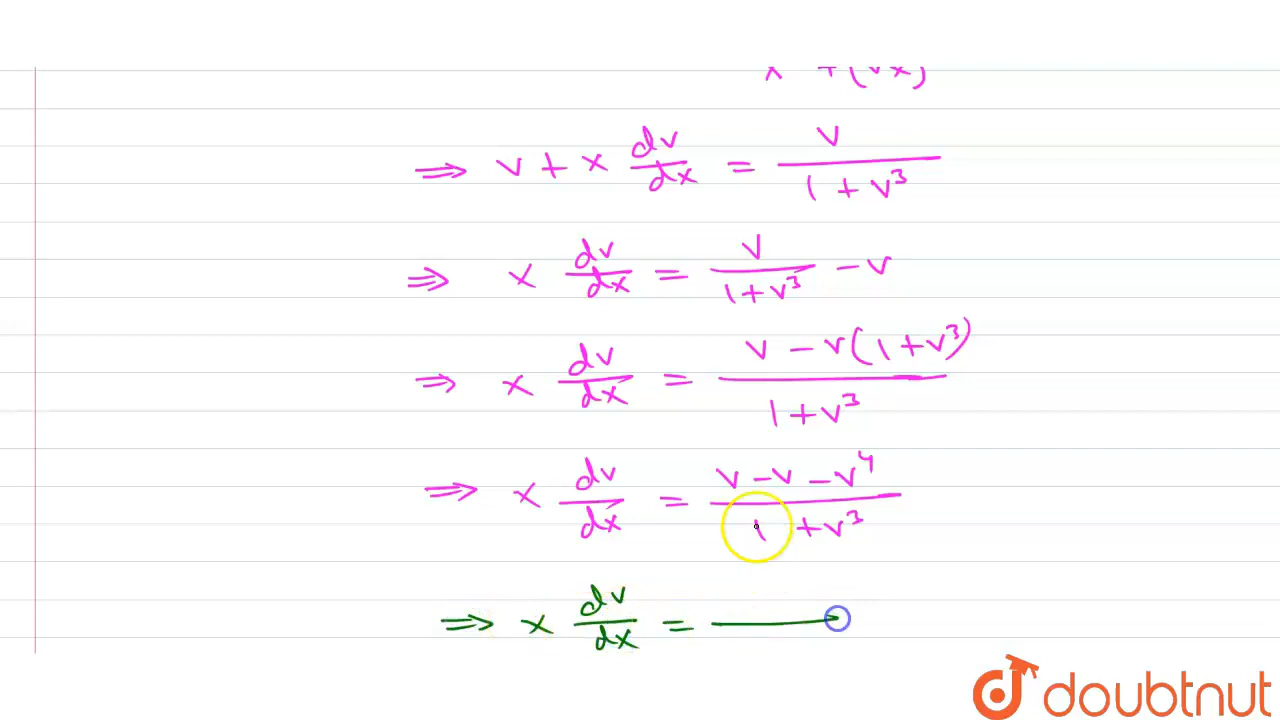 x + (vx)
⇒ v + x dv/dx = v/(1 + v³)
⇒ x dv/dx = v/(1 + v³) − v
⇒ x dv/dx = (v − v(1 + v³))/(1 + v³)
⇒ x dv/dx = (v − v − v⁴)/(1 + v³)
⇒ x dv/dx =
doubtnut